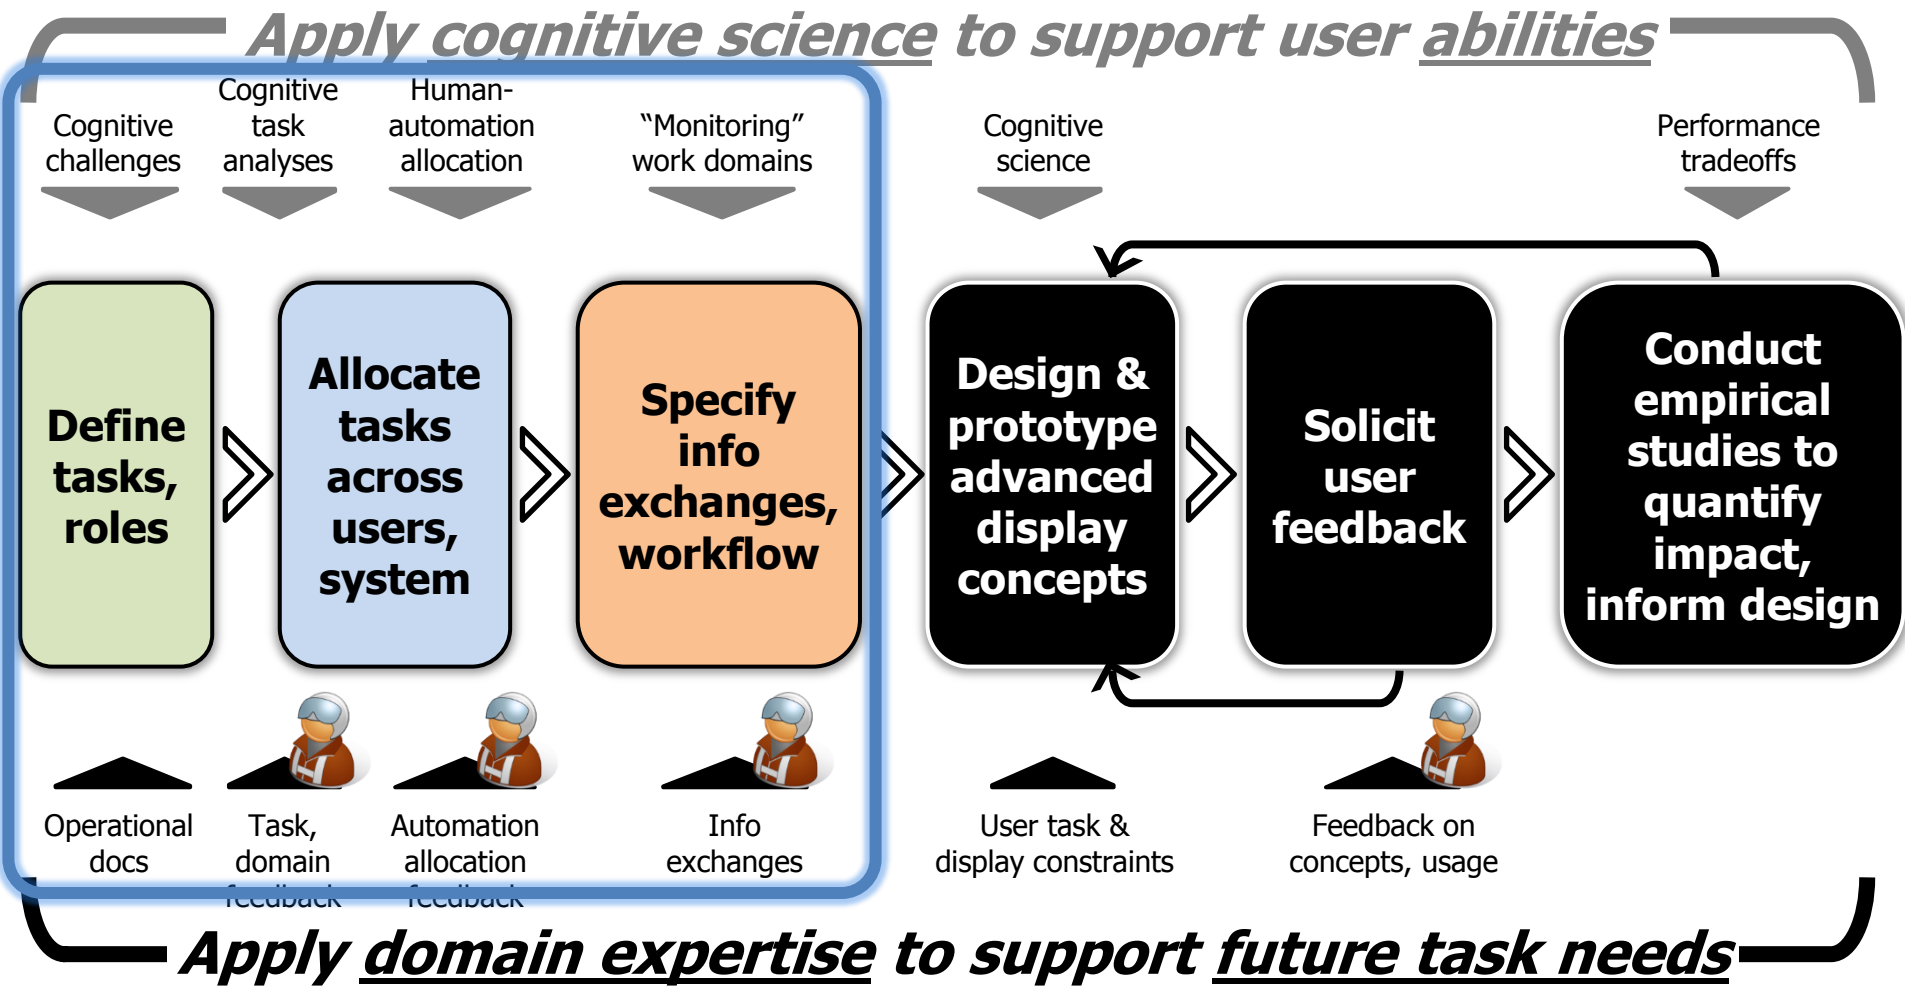 Apply cognitive science to support user abilities
Cognitive
challenges
Cognitive
task
analyses
Human-
automation
allocation
“Monitoring”
work domains
Cognitive
science
Performance
tradeoffs
Define
tasks,
roles
Allocate
tasks
across
users,
system
Specify
info
exchanges,
workflow
Design &
prototype
advanced
display
concepts
Solicit
user
feedback
Conduct
empirical
studies to
quantify
impact,
inform design
Operational
docs
Task,
domain
feedback
Automation
allocation
feedback
Info
exchanges
User task &
display constraints
Feedback on
concepts, usage
Apply domain expertise to support future task needs